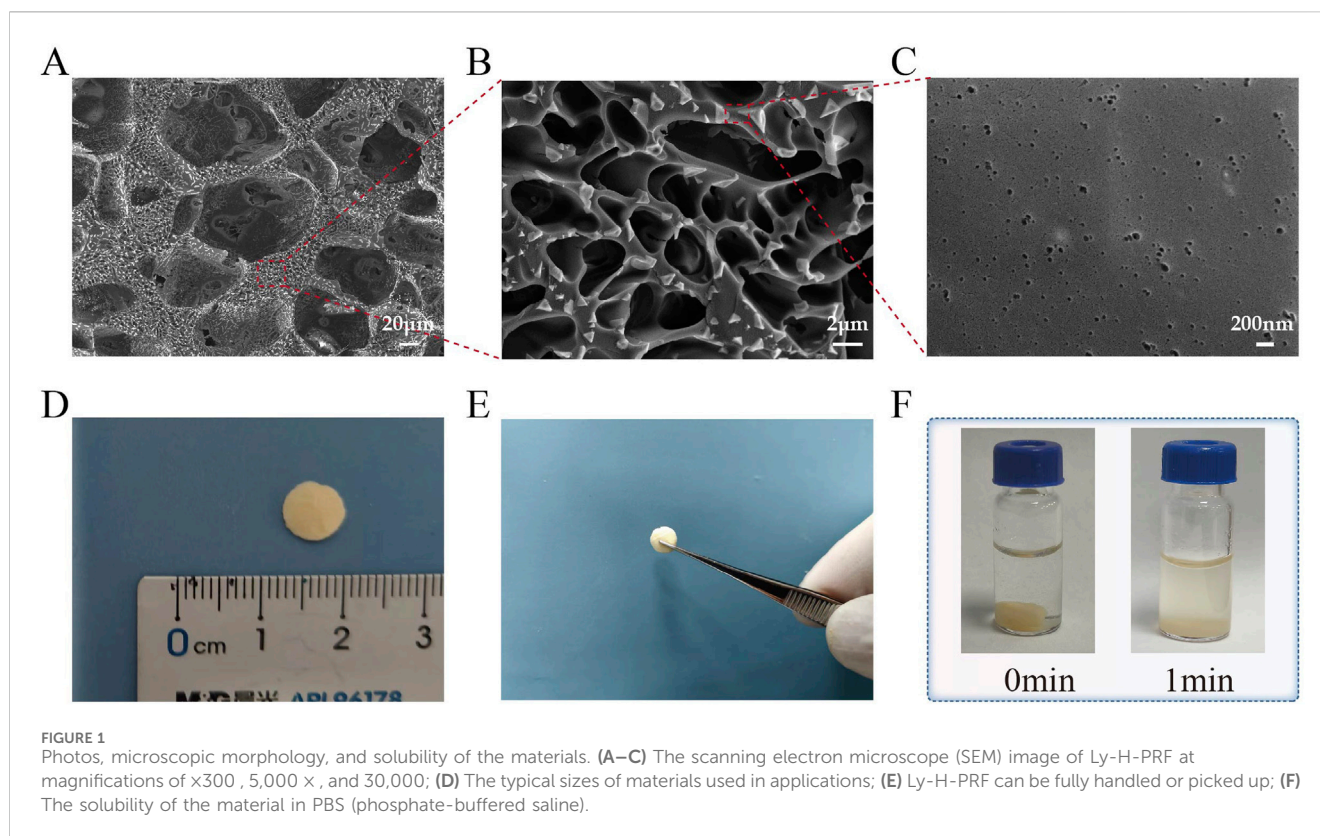 A
B
C
20μm
2μm
200nm
D
E
F
0 cm 1 2 3
0min
1min
FIGURE 1
Photos, microscopic morphology, and solubility of the materials. (A–C) The scanning electron microscope (SEM) image of Ly-H-PRF at
magnifications of ×300 , 5,000 × , and 30,000; (D) The typical sizes of materials used in applications; (E) Ly-H-PRF can be fully handled or picked up; (F)
The solubility of the material in PBS (phosphate-buffered saline).